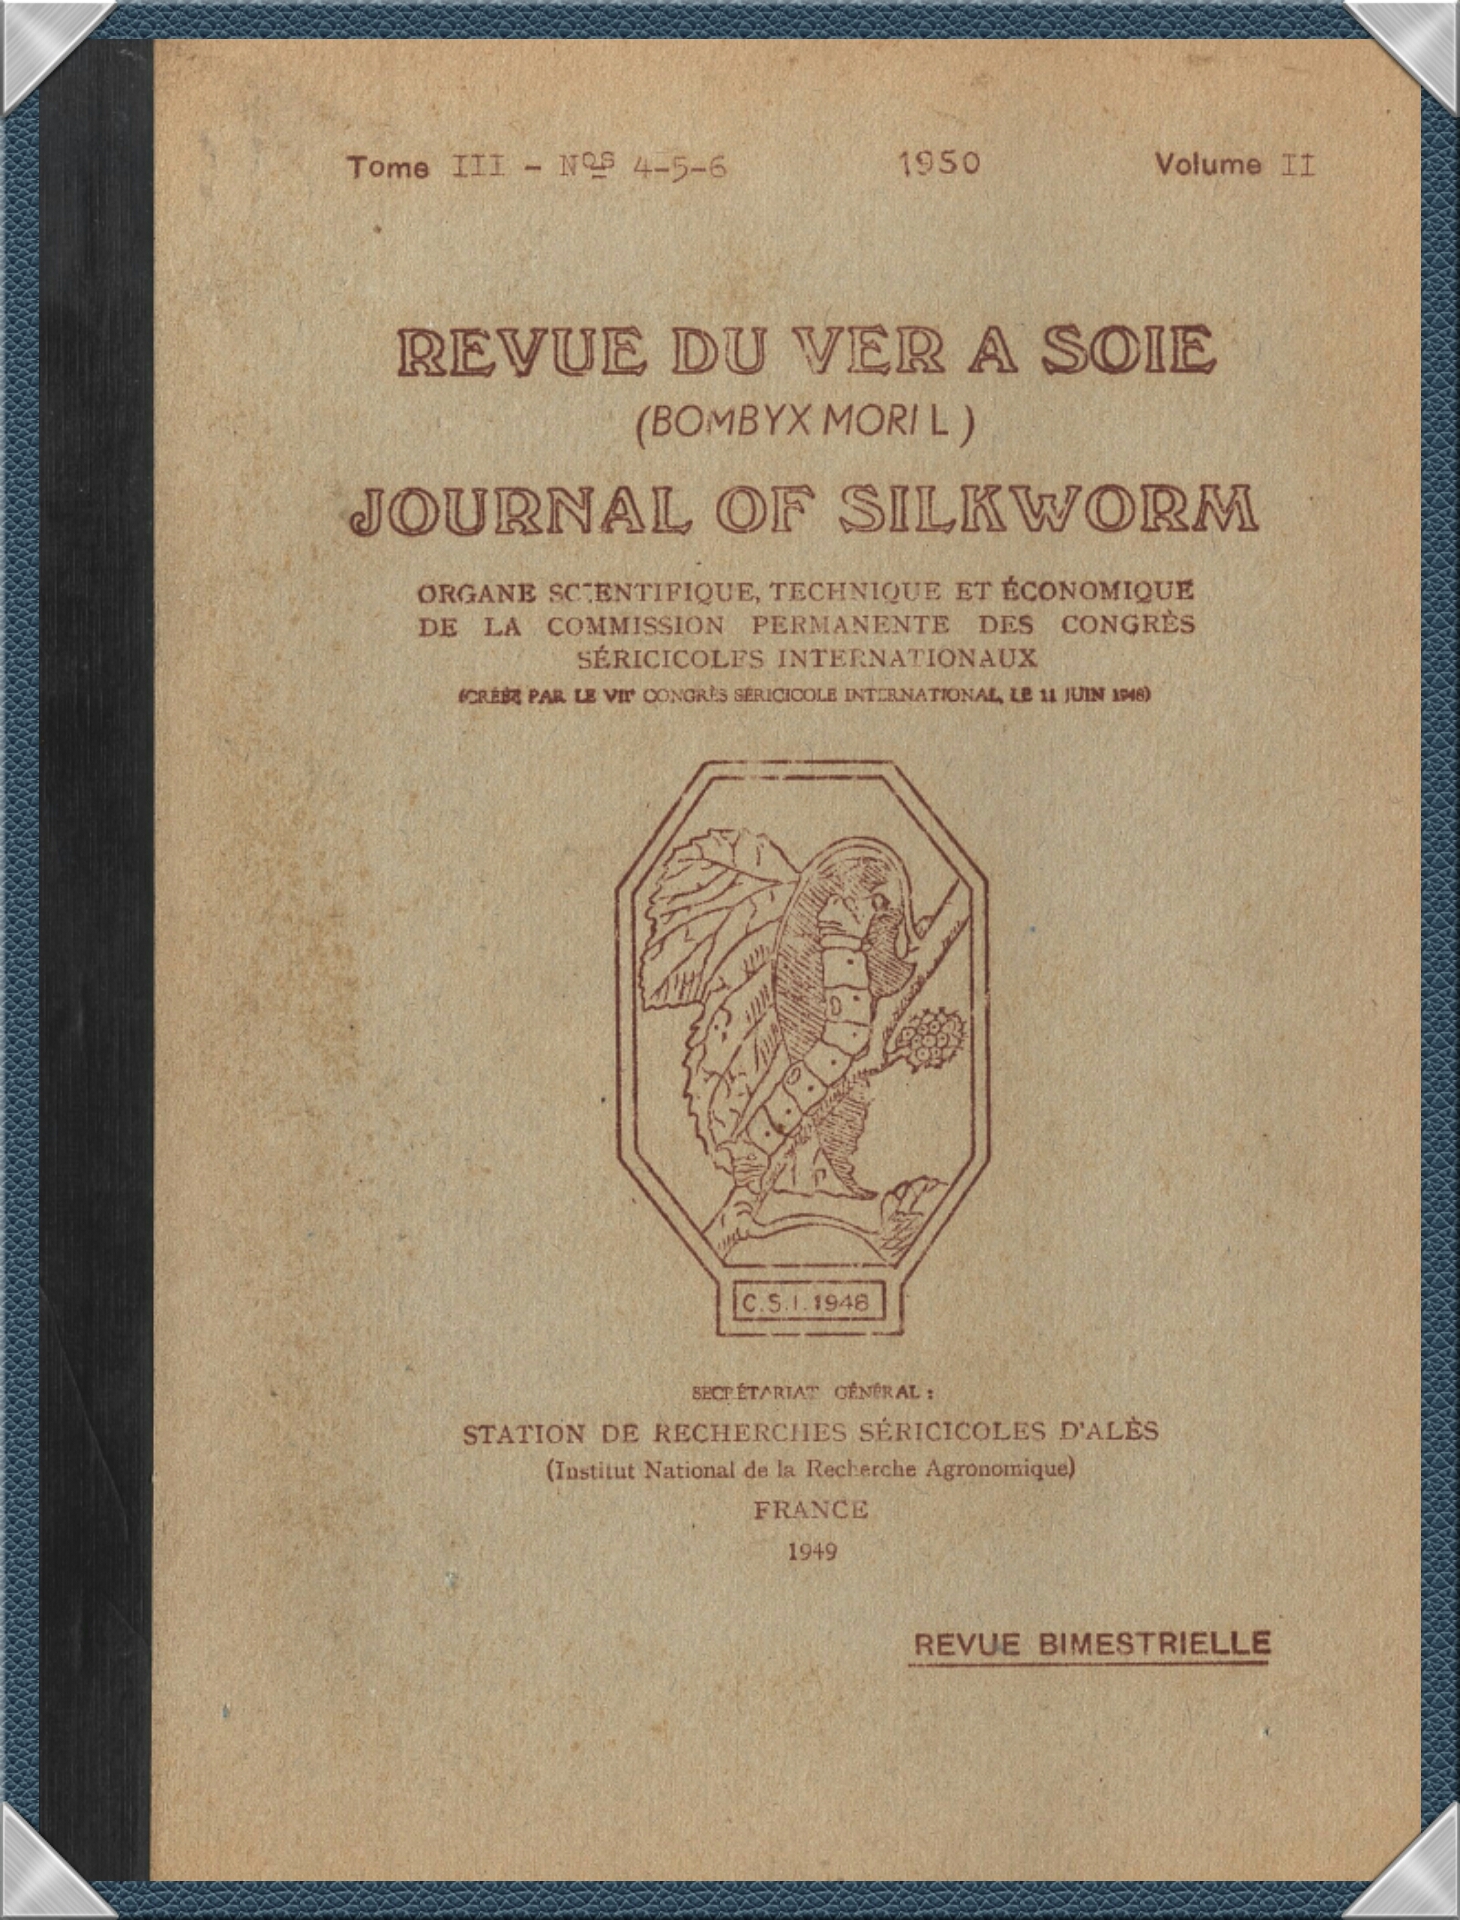 Tome III - Nos 4-5-6 1950 Volume II
REVUE DU VER A SOIE
(BOMBYX MORI L)
JOURNAL OF SILKWORM
ORGANE SCIENTIFIQUE, TECHNIQUE ET ÉCONOMIQUE
DE LA COMMISSION PERMANENTE DES CONGRÈS
SÉRICICOLES INTERNATIONAUX
(CRÉÉE PAR LE VIIe CONGRÈS SÉRICICOLE INTERNATIONAL, LE 11 JUIN 1948)
C.S.I. 1948
SECRÉTARIAT GÉNÉRAL :
STATION DE RECHERCHES SÉRICICOLES D'ALÈS
(Institut National de la Recherche Agronomique)
FRANCE
1949
REVUE BIMESTRIELLE